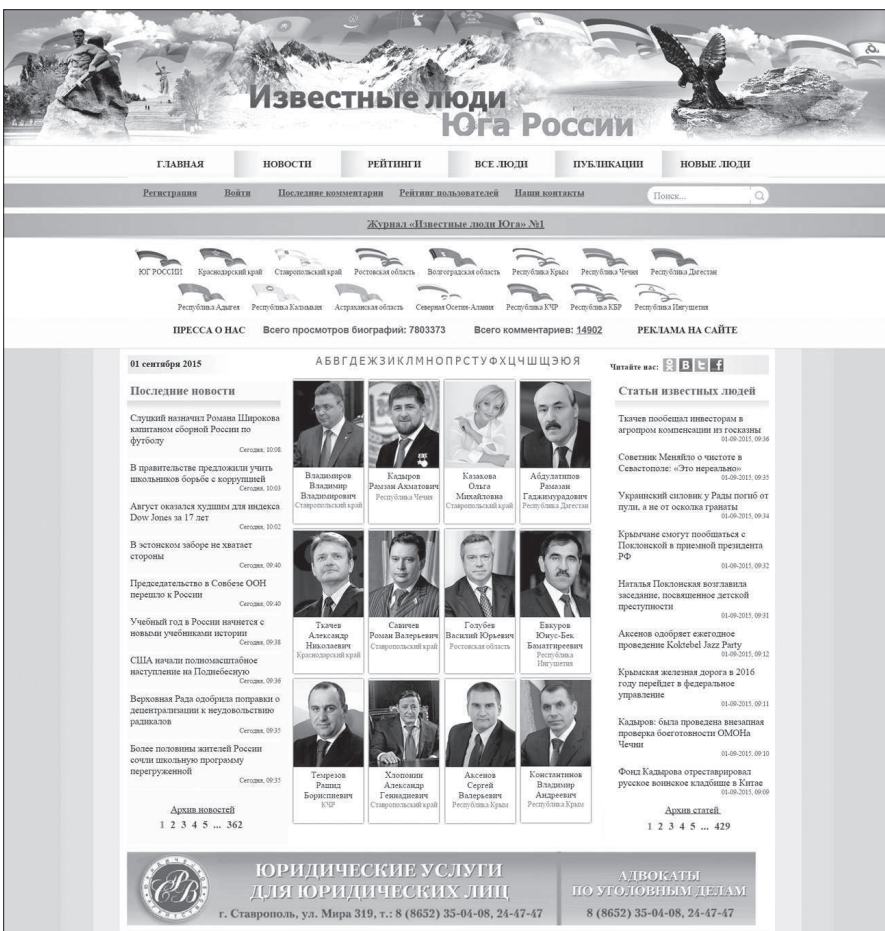 Известные люди
Юга России
ГЛАВНАЯ НОВОСТИ РЕЙТИНГИ ВСЕ ЛЮДИ ПУБЛИКАЦИИ НОВЫЕ ЛЮДИ
Регистрация Войти Последние комментарии Рейтинг пользователей Наши контакты Поиск...
Журнал «Известные люди Юга» №1
ЮГ РОССИИ Краснодарский край Ставропольский край Ростовская область Волгоградская область Республика Крым Республика Чечня Республика Дагестан
Республика Адыгея Республика Калмыкия Астраханская область Северная Осетия-Алания Республика КЧР Республика КБР Республика Ингушетия
ПРЕССА О НАС Всего просмотров биографий: 7803373 Всего комментариев: 14902 РЕКЛАМА НА САЙТЕ
01 сентября 2015
АБВГДЕЖЗИКЛМНОПРСТУФХЦЧШЩЭЮЯ
Читайте нас:
Последние новости
Слуцкий назначил Романа Широкова
капитаном сборной России по
футболу
Сегодня, 10:08
В правительстве предложили учить
школьников борьбе с коррупцией
Сегодня, 10:03
Август оказался худшим для индекса
Dow Jones за 17 лет
Сегодня, 10:02
В эстонском заборе не хватает
стороны
Сегодня, 09:40
Председательство в Совбезе ООН
перешло к России
Сегодня, 09:40
Учебный год в России начнется с
новыми учебниками истории
Сегодня, 09:38
США начали полномасштабное
наступление на Поднебесную
Сегодня, 09:36
Верховная Рада одобрила поправки о
децентрализации к неудовольствию
радикалов
Сегодня, 09:35
Более половины жителей России
сочли школьную программу
перегруженной
Сегодня, 09:35
Архив новостей
1 2 3 4 5 ... 362
Владимиров
Владимир
Владимирович
Ставропольский край
Кадыров
Рамзан Ахматович
Республика Чечня
Казакова
Ольга
Михайловна
Ставропольский край
Абдулатипов
Рамазан
Гаджимурадович
Республика Дагестан
Ткачев
Александр
Николаевич
Краснодарский край
Савичев
Роман Валерьевич
Ставропольский край
Голубев
Василий Юрьевич
Ростовская область
Евкуров
Юнус-Бек
Баматгиреевич
Республика
Ингушетия
Темрезов
Рашид
Бориспиевич
КЧР
Хлопонин
Александр
Геннадиевич
Ставропольский край
Аксенов
Сергей
Валерьевич
Республика Крым
Константинов
Владимир
Андреевич
Республика Крым
Статьи известных людей
Ткачев пообещал инвесторам в
агропром компенсации из госказны
01-09-2015, 09:36
Советник Меняйло о чистоте в
Севастополе: «Это нереально»
01-09-2015, 09:35
Украинский силовик у Рады погиб от
пули, а не от осколка гранаты
01-09-2015, 09:34
Крымчане смогут пообщаться с
Поклонской в приемной президента
РФ
01-09-2015, 09:32
Наталья Поклонская возглавила
заседание, посвященное детской
преступности
01-09-2015, 09:31
Аксенов одобряет ежегодное
проведение Koktebel Jazz Party
01-09-2015, 09:12
Крымская железная дорога в 2016
году перейдет в федеральное
управление
01-09-2015, 09:11
Кадыров: была проведена внезапная
проверка боеготовности ОМОНа
Чечни
01-09-2015, 09:10
Фонд Кадырова отреставрировал
русское воинское кладбище в Китае
01-09-2015, 09:09
Архив статей
1 2 3 4 5 ... 429
ЮРИДИЧЕСКИЕ УСЛУГИ
ДЛЯ ЮРИДИЧЕСКИХ ЛИЦ
г. Ставрополь, ул. Мира 319, т.: 8 (8652) 35-04-08, 24-47-47
АДВОКАТЫ
ПО УГОЛОВНЫМ ДЕЛАМ
8 (8652) 35-04-08, 24-47-47